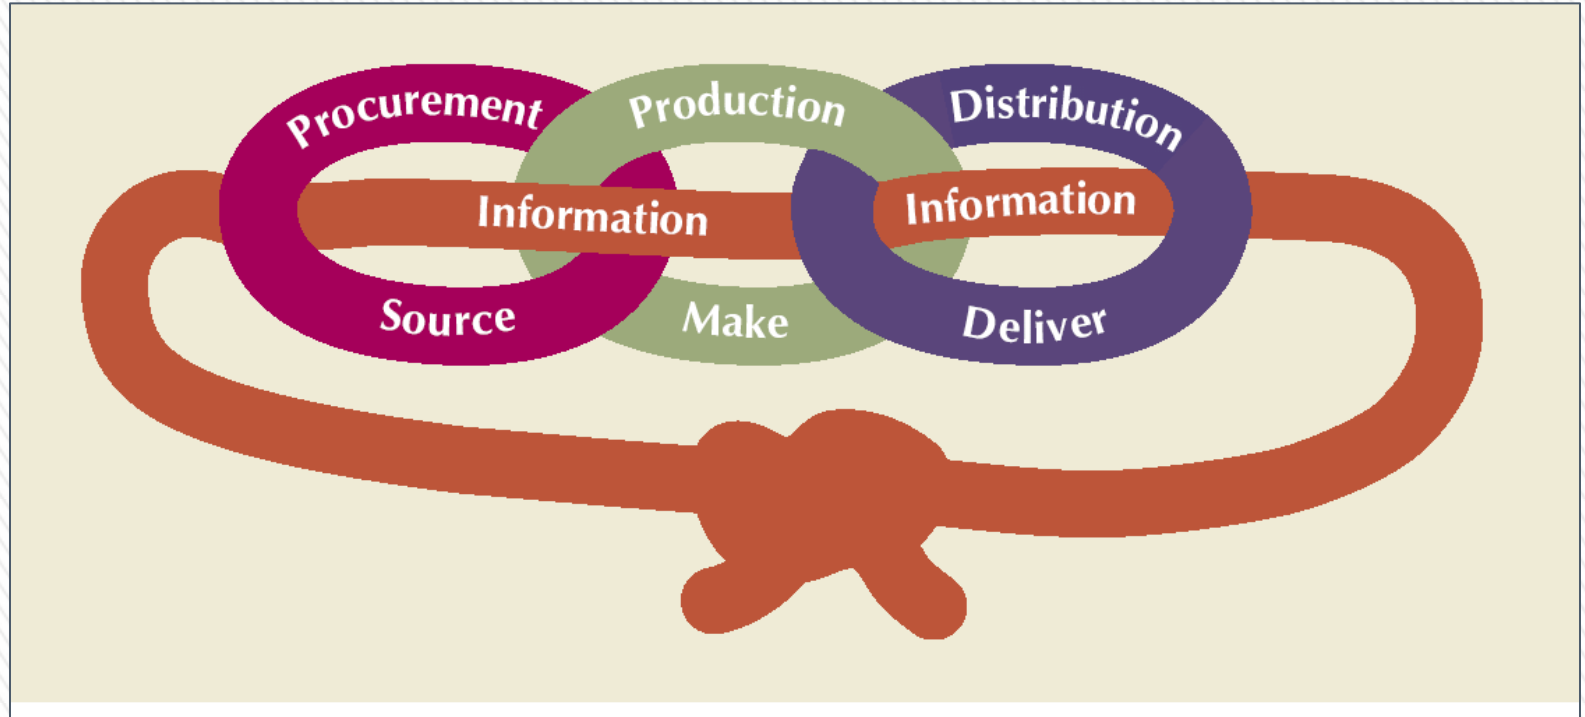 Procurement
Production
Distribution
Information
Information
Source
Make
Deliver